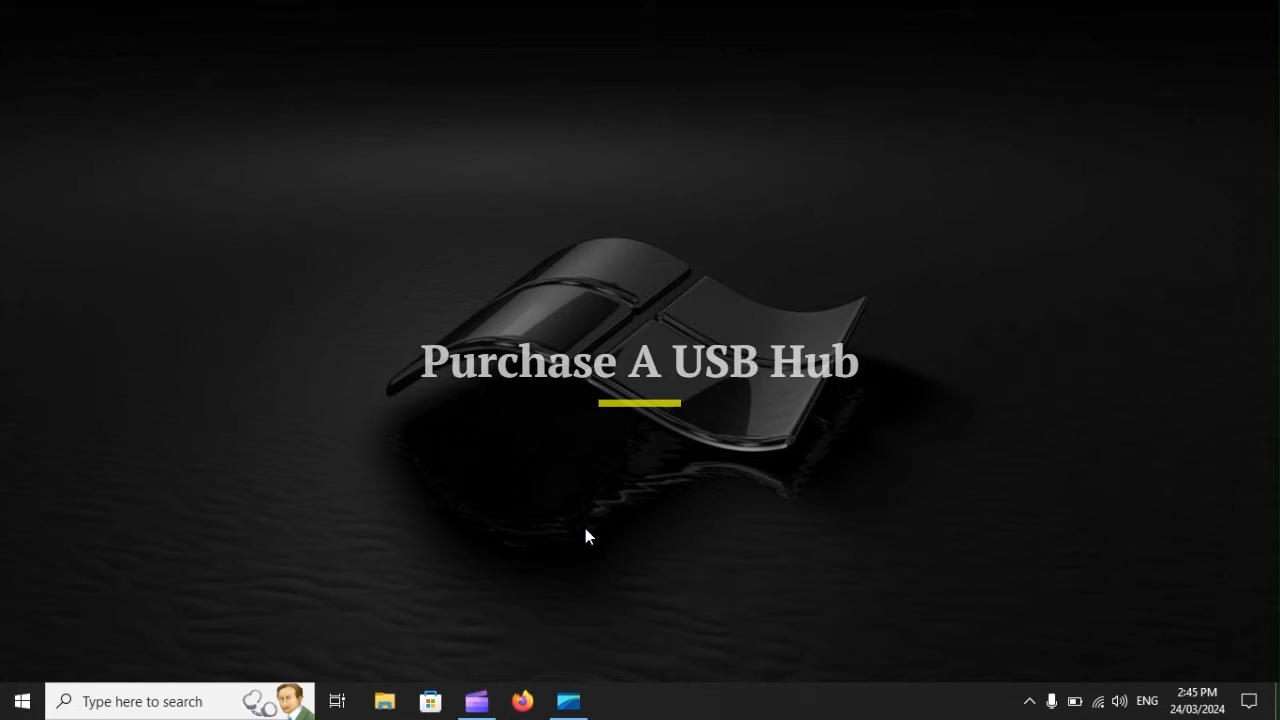 Purchase A USB Hub
Type here to search
ENG
2:45 PM
24/03/2024